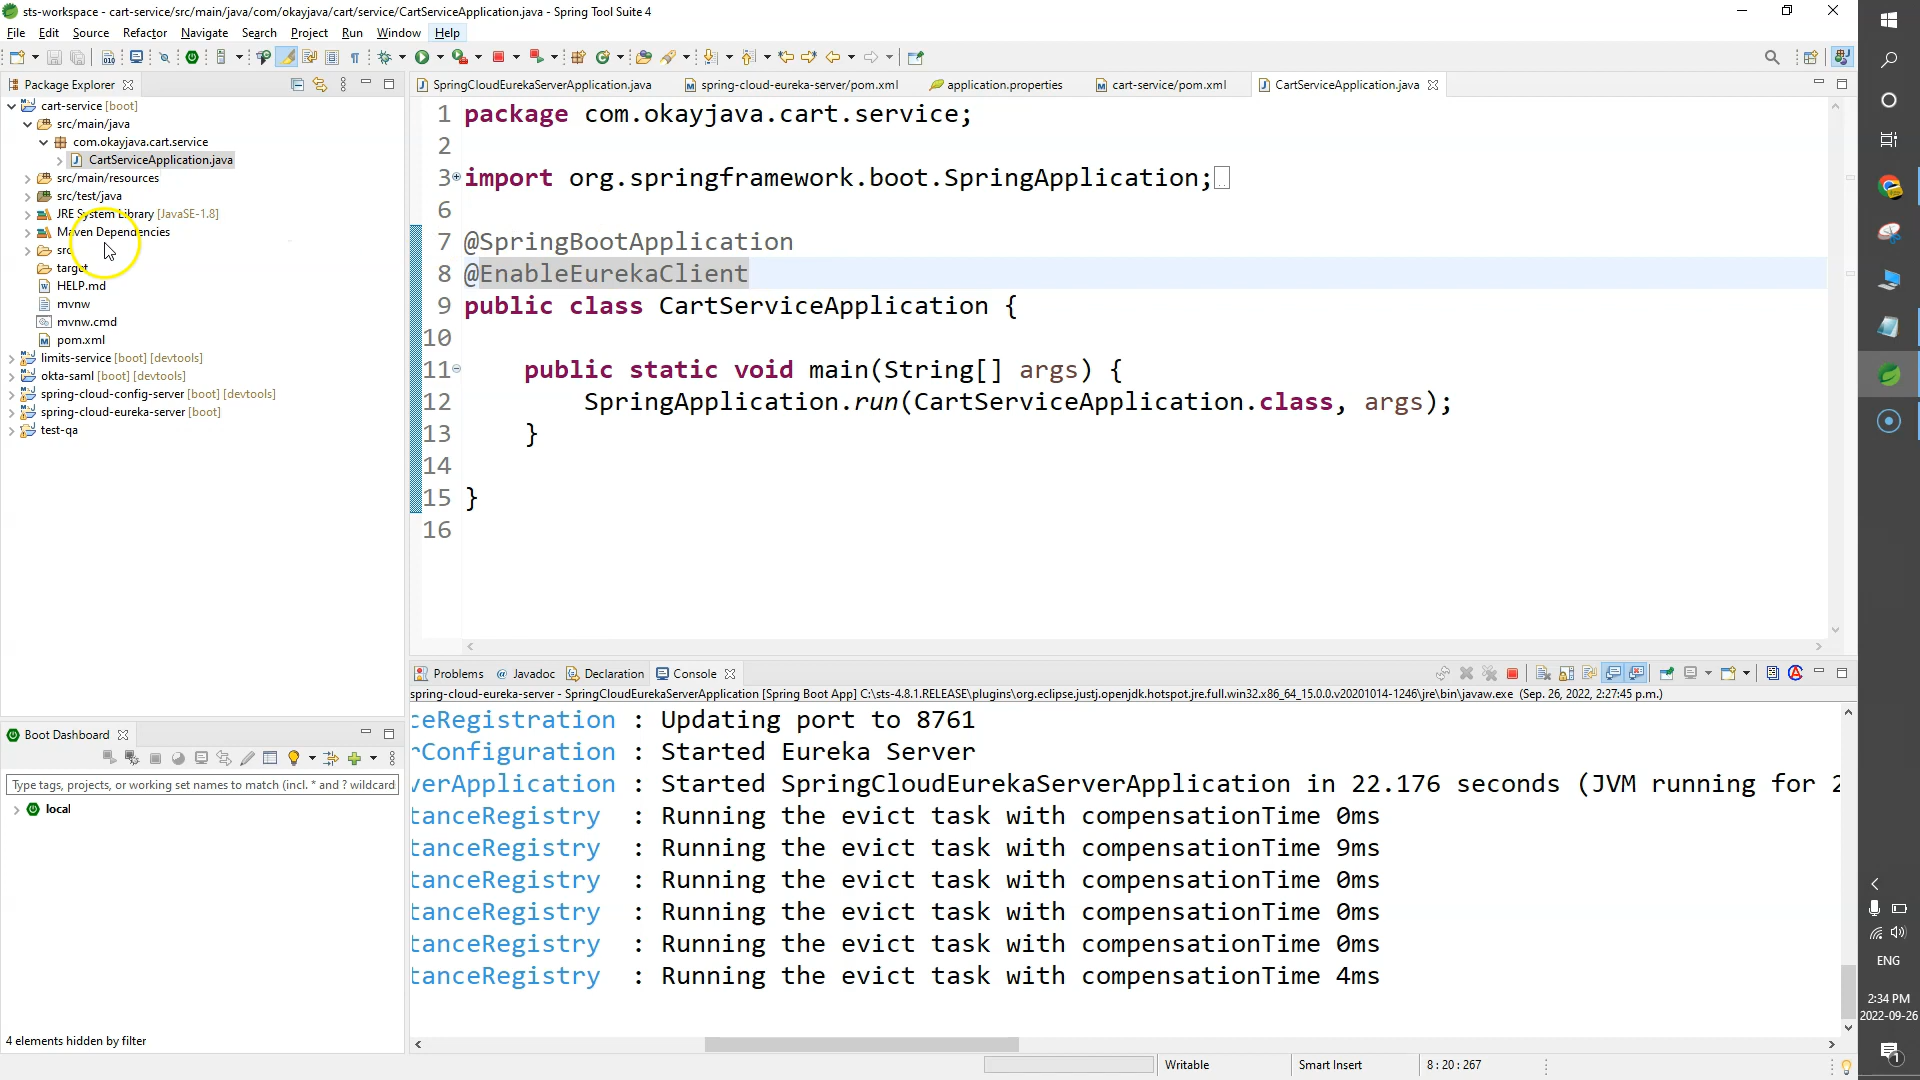 sts-workspace - cart-service/src/main/java/com/okayjava/cart/service/CartServiceApplication.java - Spring Tool Suite 4
File Edit Source Refactor Navigate Search Project Run Window Help
Package Explorer
cart-service [boot]
src/main/java
com.okayjava.cart.service
CartServiceApplication.java
src/main/resources
src/test/java
JRE System Library [JavaSE-1.8]
Maven Dependencies
src
target
HELP.md
mvnw
mvnw.cmd
pom.xml
limits-service [boot] [devtools]
okta-saml [boot] [devtools]
spring-cloud-config-server [boot] [devtools]
spring-cloud-eureka-server [boot]
test-qa
SpringCloudEurekaServerApplication.java spring-cloud-eureka-server/pom.xml application.properties cart-service/pom.xml CartServiceApplication.java
1 package com.okayjava.cart.service;
2
3 import org.springframework.boot.SpringApplication;
6
7 @SpringBootApplication
8 @EnableEurekaClient
9 public class CartServiceApplication {
10
11 public static void main(String[] args) {
12 SpringApplication.run(CartServiceApplication.class, args);
13 }
14
15 }
16
Problems Javadoc Declaration Console
spring-cloud-eureka-server - SpringCloudEurekaServerApplication [Spring Boot App] C:\sts-4.8.1.RELEASE\plugins\org.eclipse.justj.openjdk.hotspot.jre.full.win32.x86_64_15.0.0.v20201014-1246\jre\bin\javaw.exe (Sep. 26, 2022, 2:27:45 p.m.)
ceRegistration : Updating port to 8761
rConfiguration : Started Eureka Server
verApplication : Started SpringCloudEurekaServerApplication in 22.176 seconds (JVM running for 2
tanceRegistry : Running the evict task with compensationTime 0ms
tanceRegistry : Running the evict task with compensationTime 9ms
tanceRegistry : Running the evict task with compensationTime 0ms
tanceRegistry : Running the evict task with compensationTime 0ms
tanceRegistry : Running the evict task with compensationTime 0ms
tanceRegistry : Running the evict task with compensationTime 4ms
Boot Dashboard
Type tags, projects, or working set names to match (incl. * and ? wildcard
local
4 elements hidden by filter
Writable Smart Insert 8 : 20 : 267
ENG
2:34 PM
2022-09-26
1